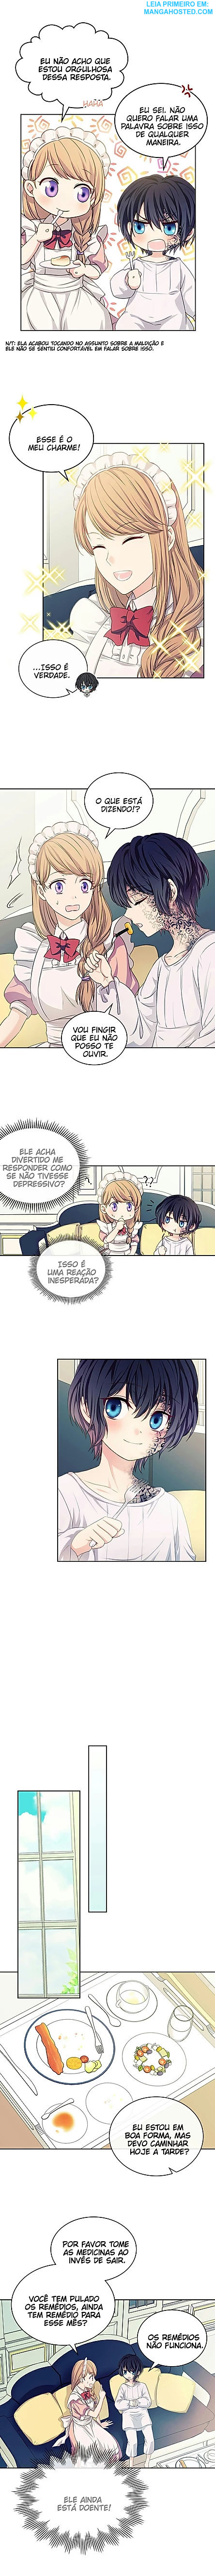 LEIA PRIMEIRO EM:
MANGAHOSTED.COM
EU NÃO ACHO QUE
ESTOU ORGULHOSA
DESSA RESPOSTA.
HAHA
EU SEI. NÃO
QUERO FALAR UMA
PALAVRA SOBRE ISSO
DE QUALQUER
MANEIRA.
N/T: ELA ACABOU TOCANDO NO ASSUNTO SOBRE A MALDIÇÃO E
ELE NÃO SE SENTIU CONFORTÁVEL EM FALAR SOBRE ISSO.
ESSE É O
MEU CHARME!
...ISSO É
VERDADE.
O QUE ESTÁ
DIZENDO!?
VOU FINGIR
QUE EU NÃO
POSSO TE
OUVIR.
ELE ACHA
DIVERTIDO ME
RESPONDER COMO
SE NÃO TIVESSE
DEPRESSIVO?
??
ISSO É
UMA REAÇÃO
INESPERADA?
EU ESTOU EM
BOA FORMA, MAS
DEVO CAMINHAR
HOJE A TARDE?
POR FAVOR TOME
AS MEDICINAS AO
INVÉS DE SAIR.
VOCÊ TEM PULADO
OS REMÉDIOS, AINDA
TEM REMÉDIO PARA
ESSE MÊS?
OS REMÉDIOS
NÃO FUNCIONA.
ELE AINDA
ESTÁ DOENTE!